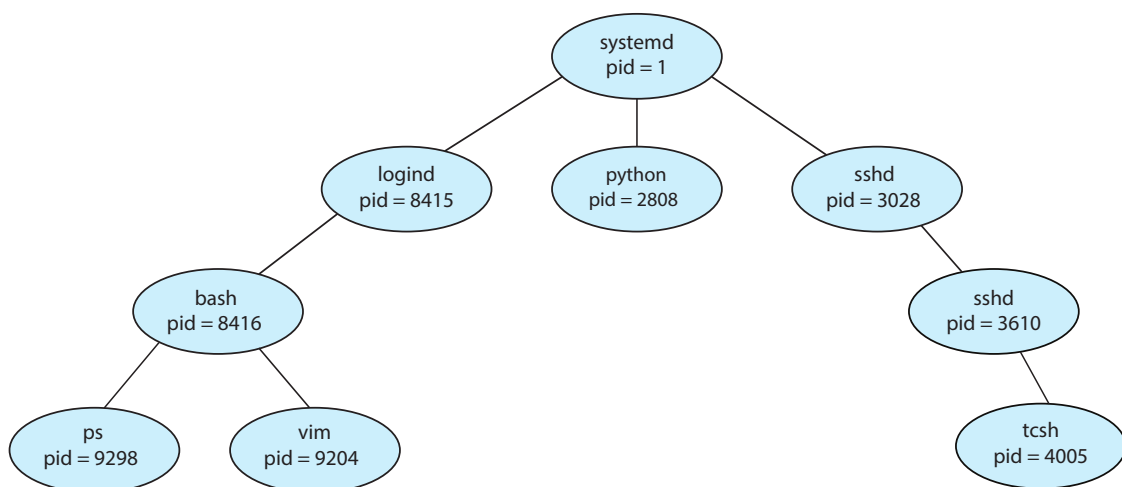 systemd
pid = 1
logind
pid = 8415
python
pid = 2808
sshd
pid = 3028
bash
pid = 8416
sshd
pid = 3610
ps
pid = 9298
vim
pid = 9204
tcsh
pid = 4005